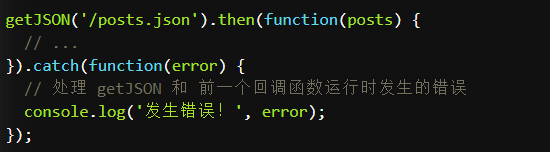 getJSON('/posts.json').then(function(posts) {
  // ...
}).catch(function(error) {
  // 处理 getJSON 和 前一个回调函数运行时发生的错误
  console.log('发生错误！', error);
});